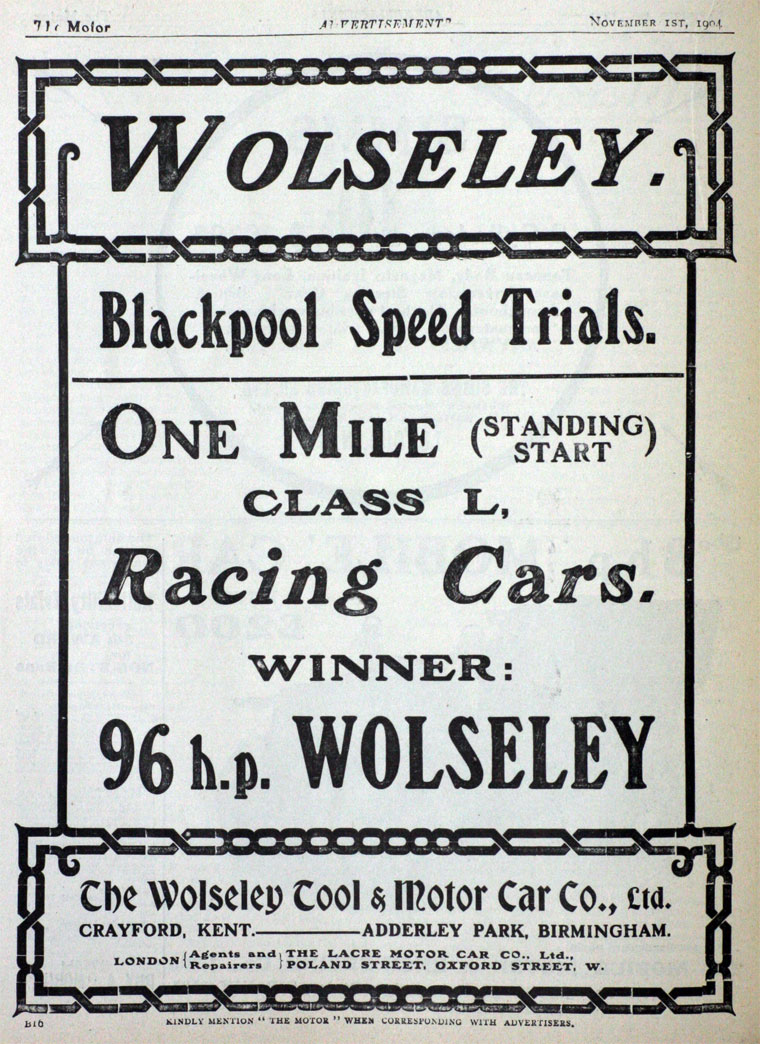 The Motor ADVERTISEMENTS NOVEMBER 1ST, 1904
WOLSELEY.
Blackpool Speed Trials.
ONE MILE (STANDING START)
CLASS L,
Racing Cars.
WINNER:
96 h.p. WOLSELEY
The Wolseley Tool & Motor Car Co., Ltd.
CRAYFORD, KENT.————ADDERLEY PARK, BIRMINGHAM.
LONDON {Agents and Repairers} THE LACRE MOTOR CAR CO., Ltd.,
POLAND STREET, OXFORD STREET, W.
B16 KINDLY MENTION "THE MOTOR" WHEN CORRESPONDING WITH ADVERTISERS.